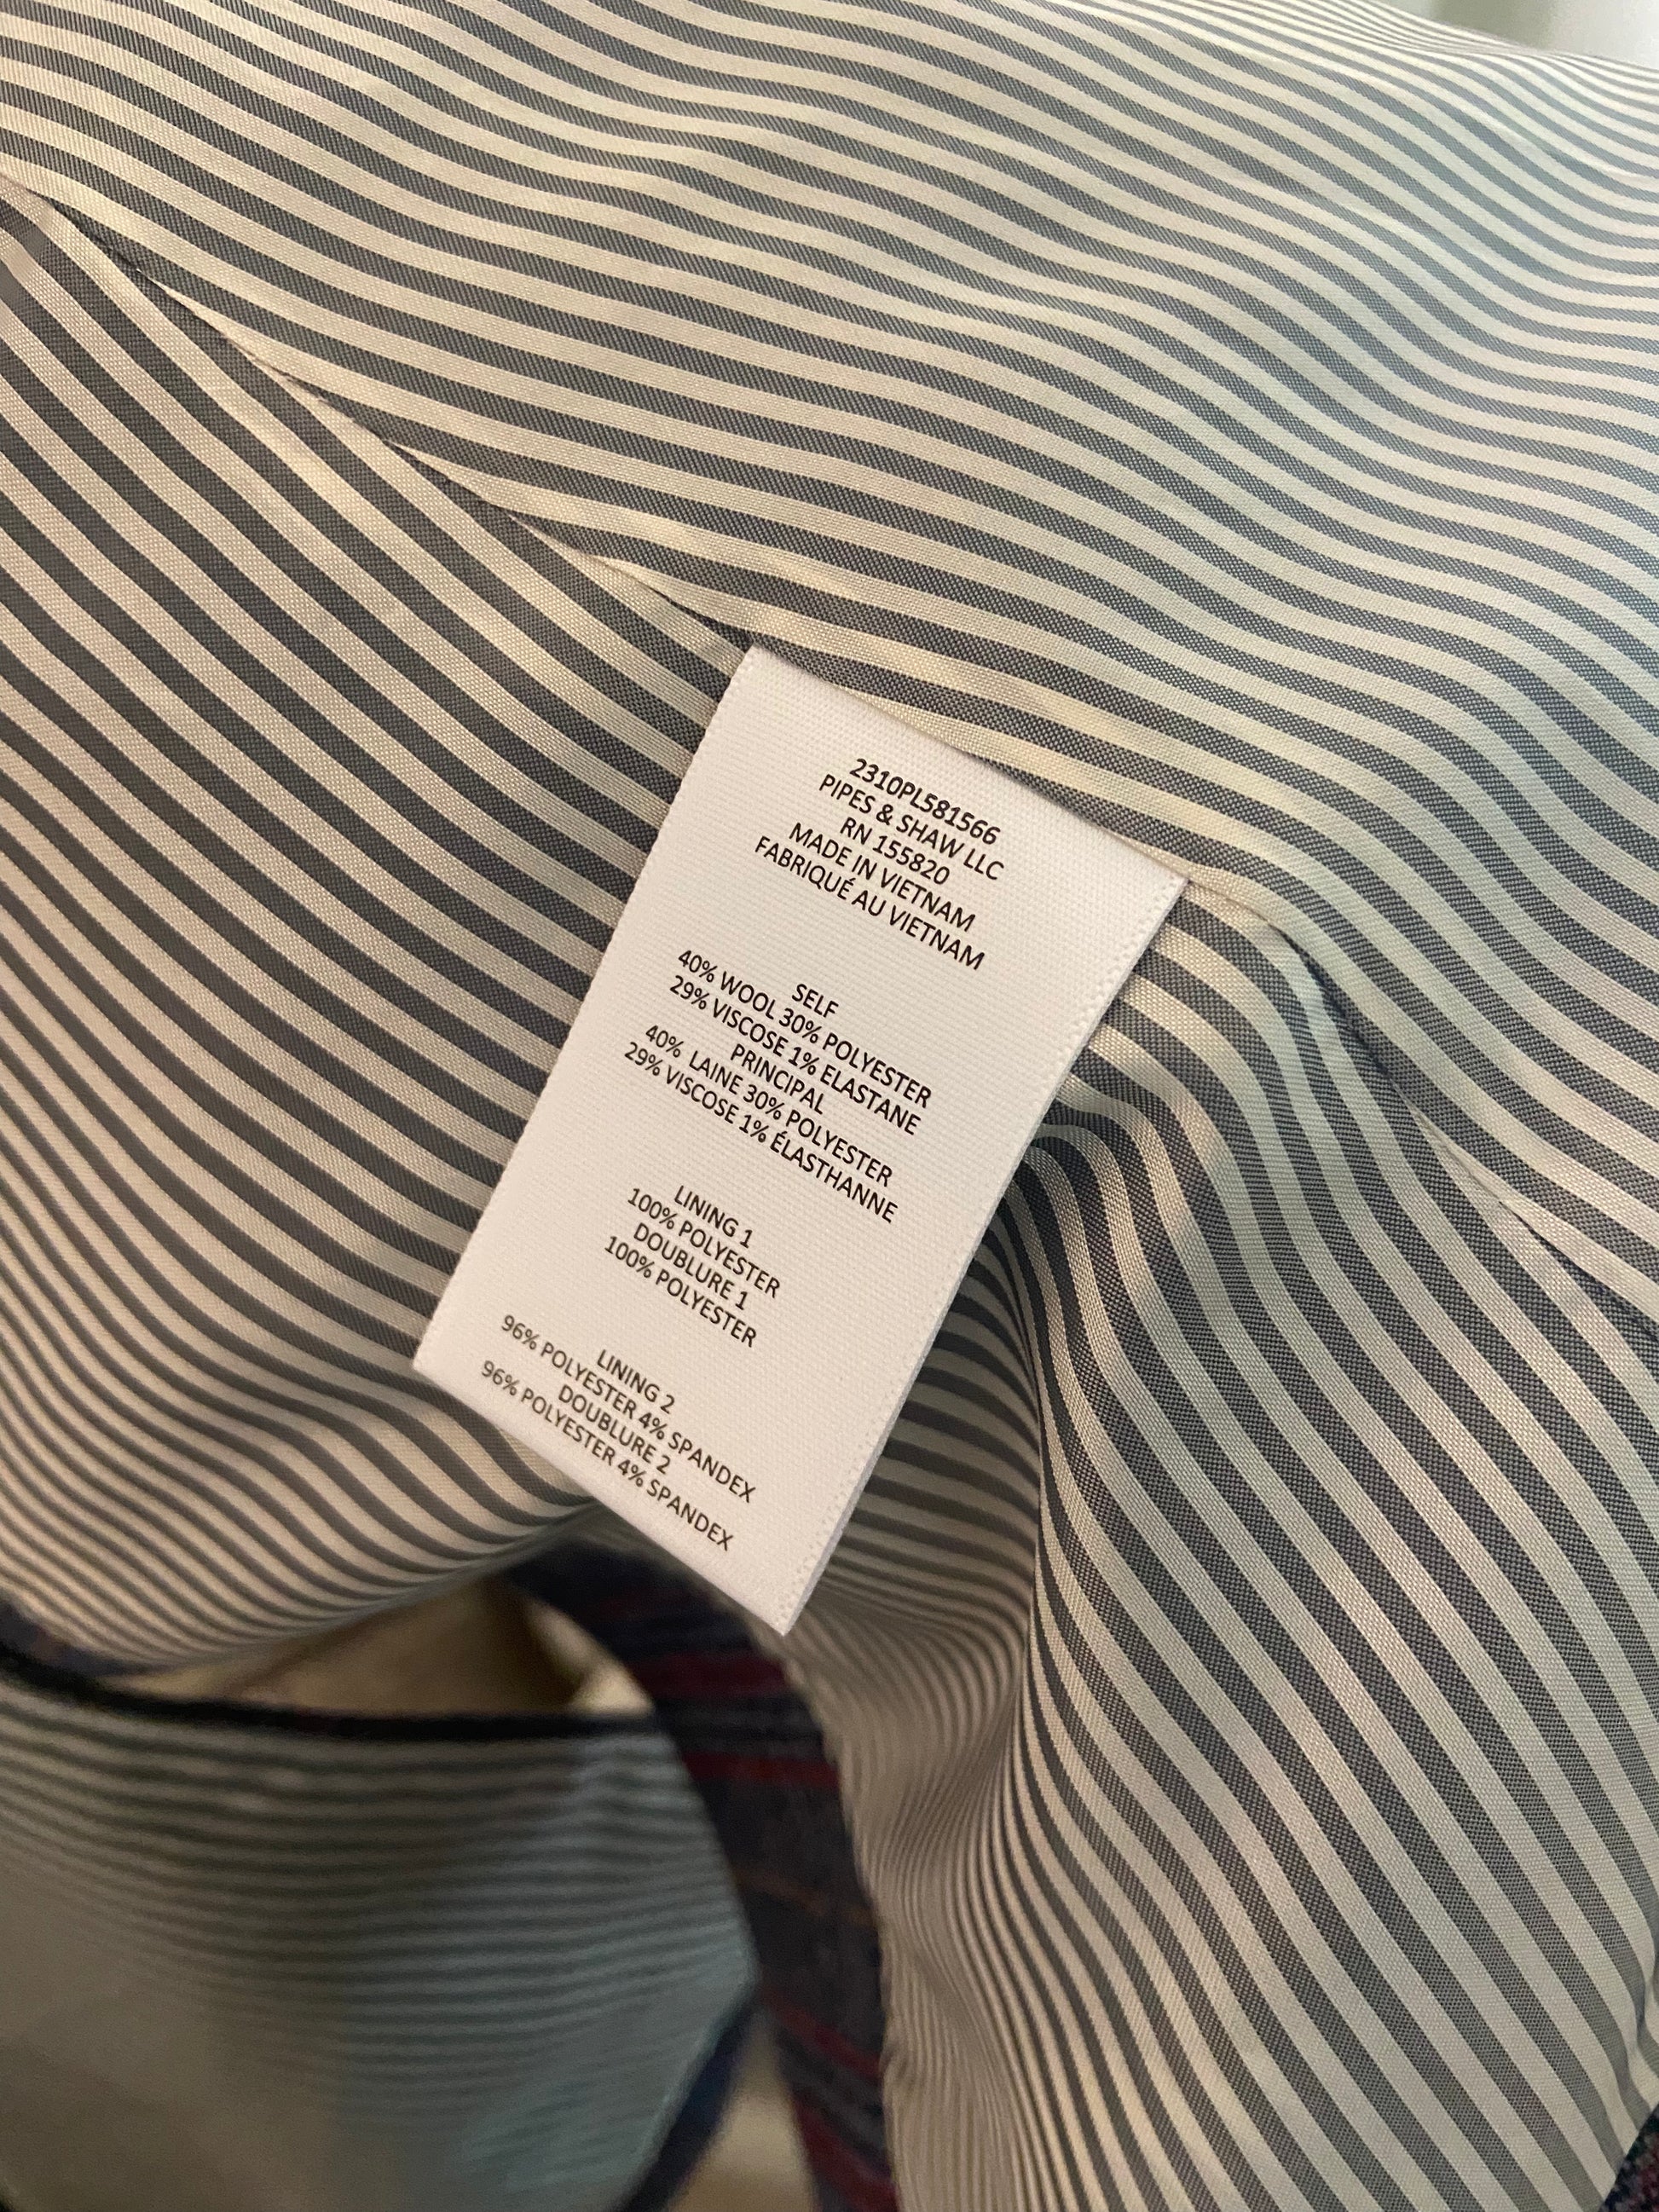 2310PL581566
PIPES & SHAW LLC
RN 155820
MADE IN VIETNAM
FABRIQUÉ AU VIETNAM
SELF
40% WOOL 30% POLYESTER
29% VISCOSE 1% ELASTANE
PRINCIPAL
40% LAINE 30% POLYESTER
29% VISCOSE 1% ÉLASTHANNE
LINING 1
100% POLYESTER
DOUBLURE 1
100% POLYESTER
LINING 2
96% POLYESTER 4% SPANDEX
DOUBLURE 2
96% POLYESTER 4% SPANDEX